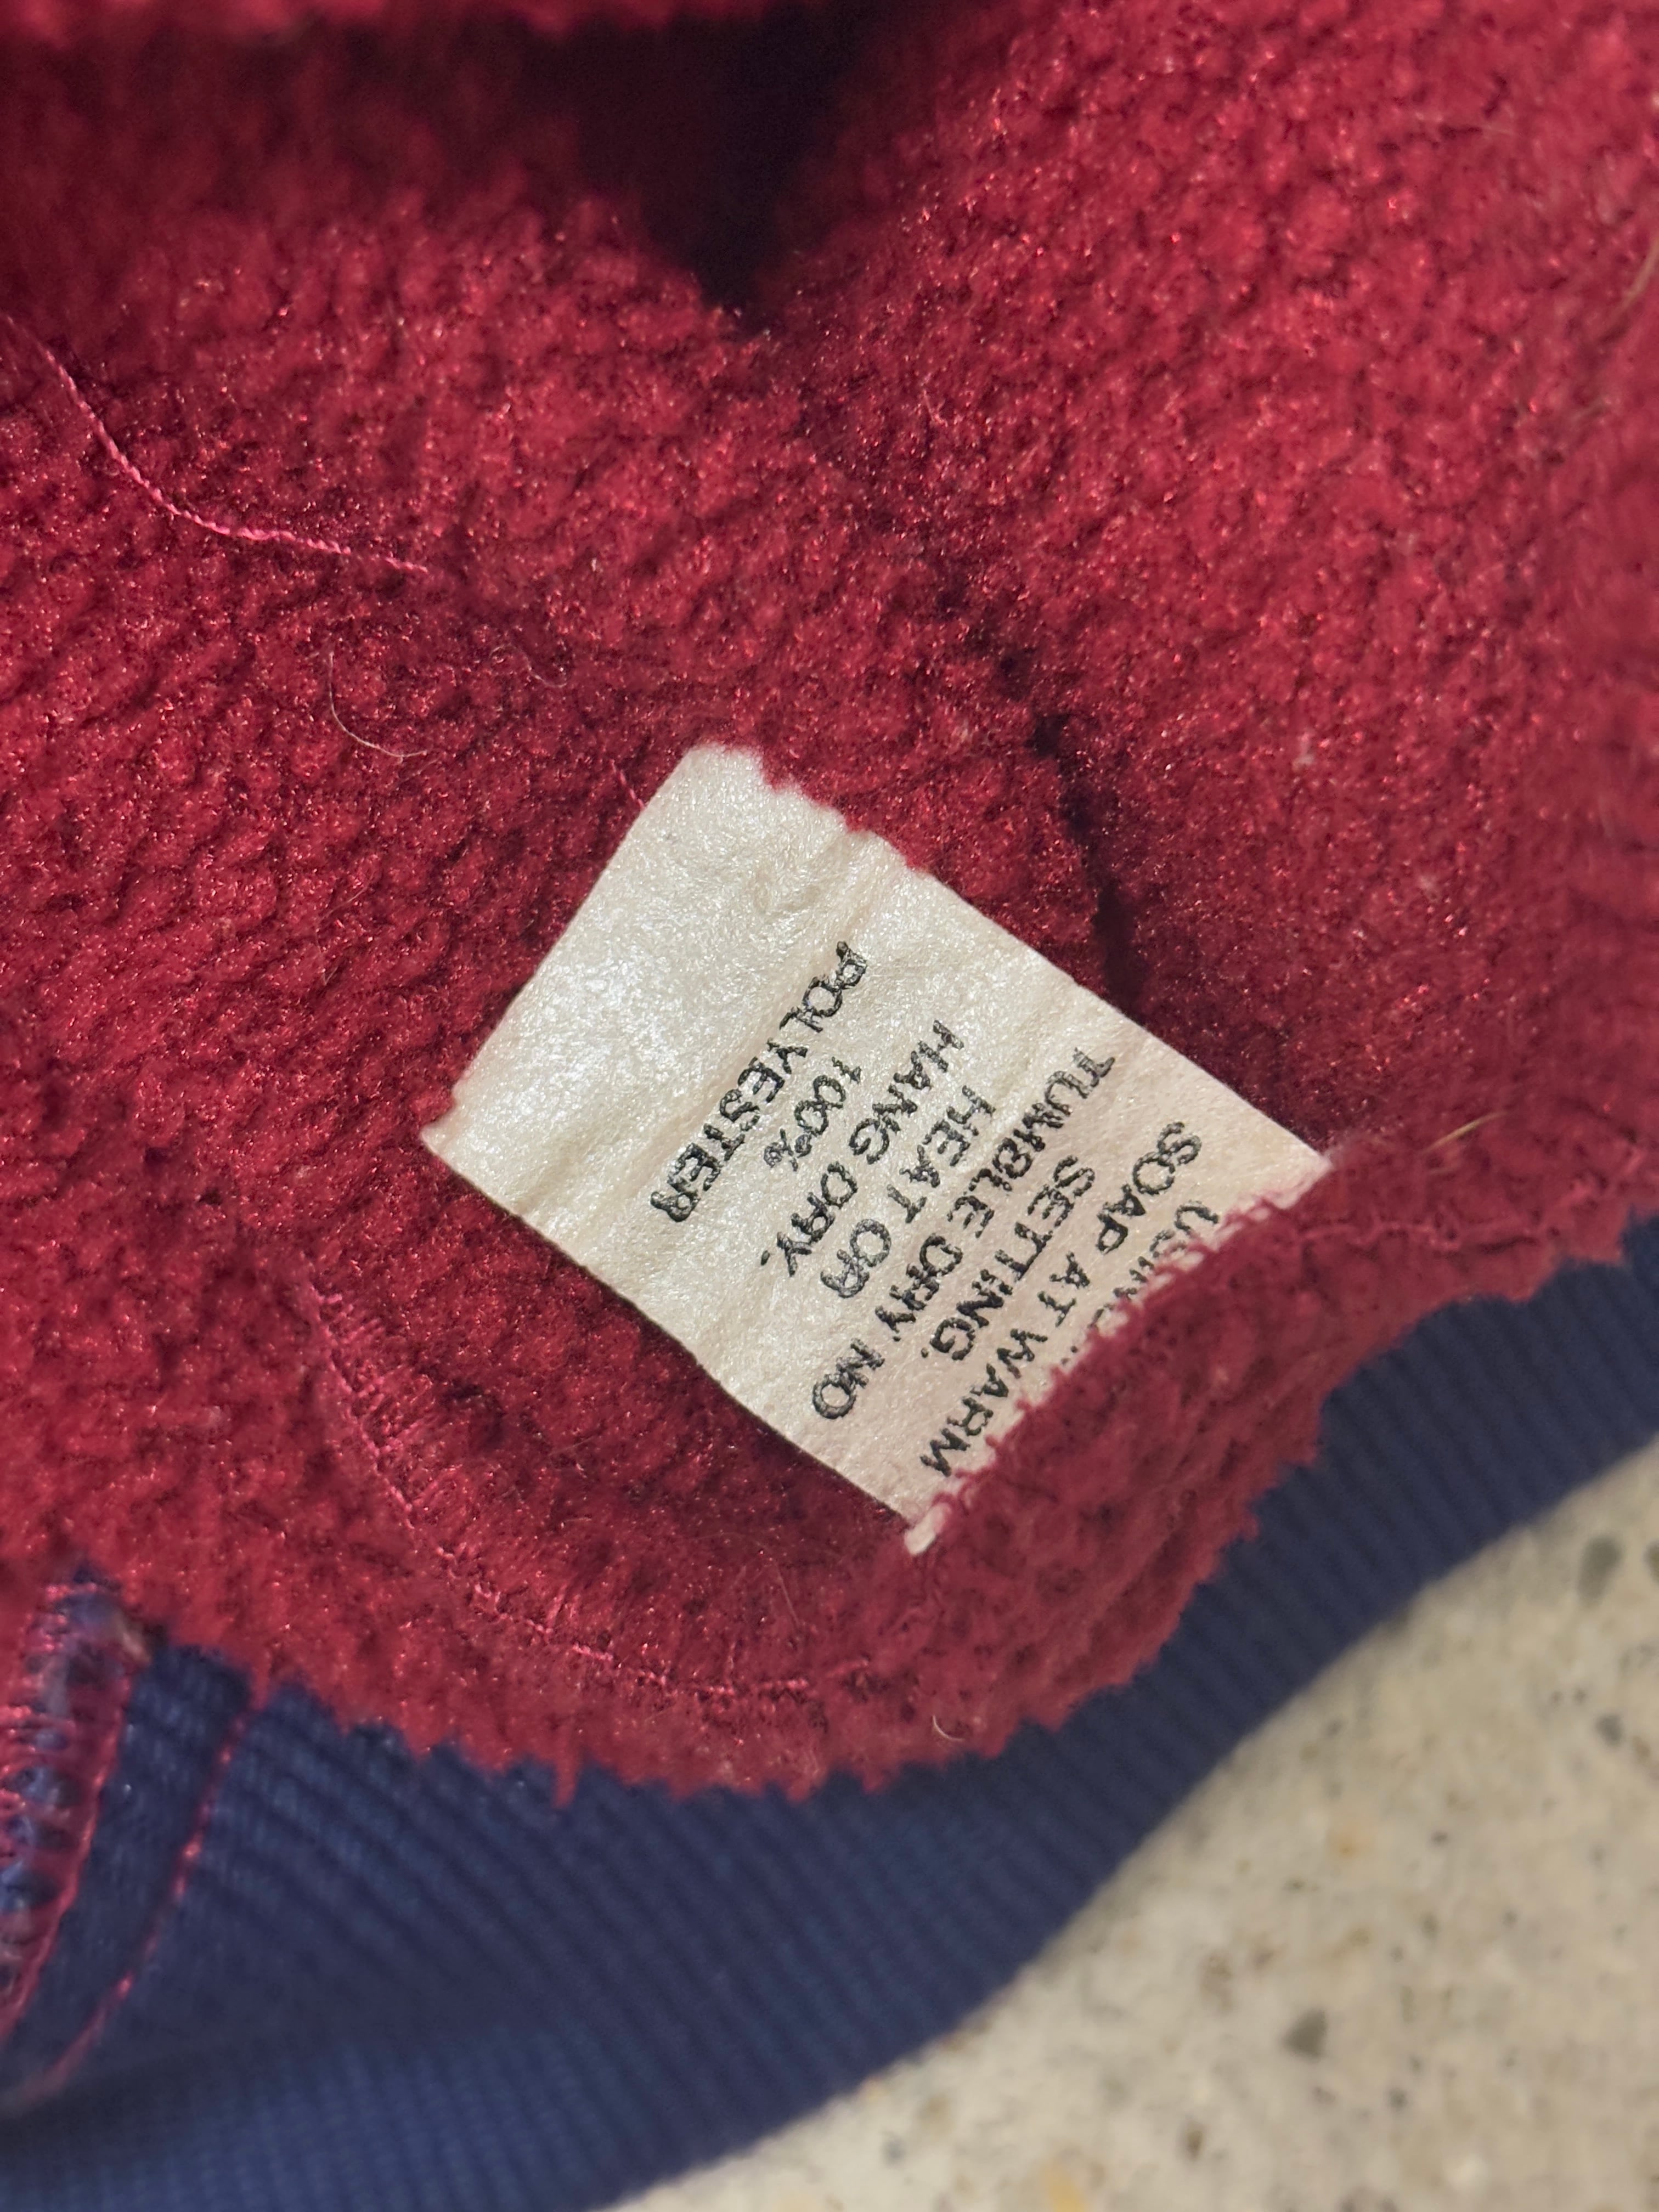 SOAP AT WARM
SETTING.
TUMBLE DRY NO
HEAT OR
HANG DRY.
100%
POLYESTER